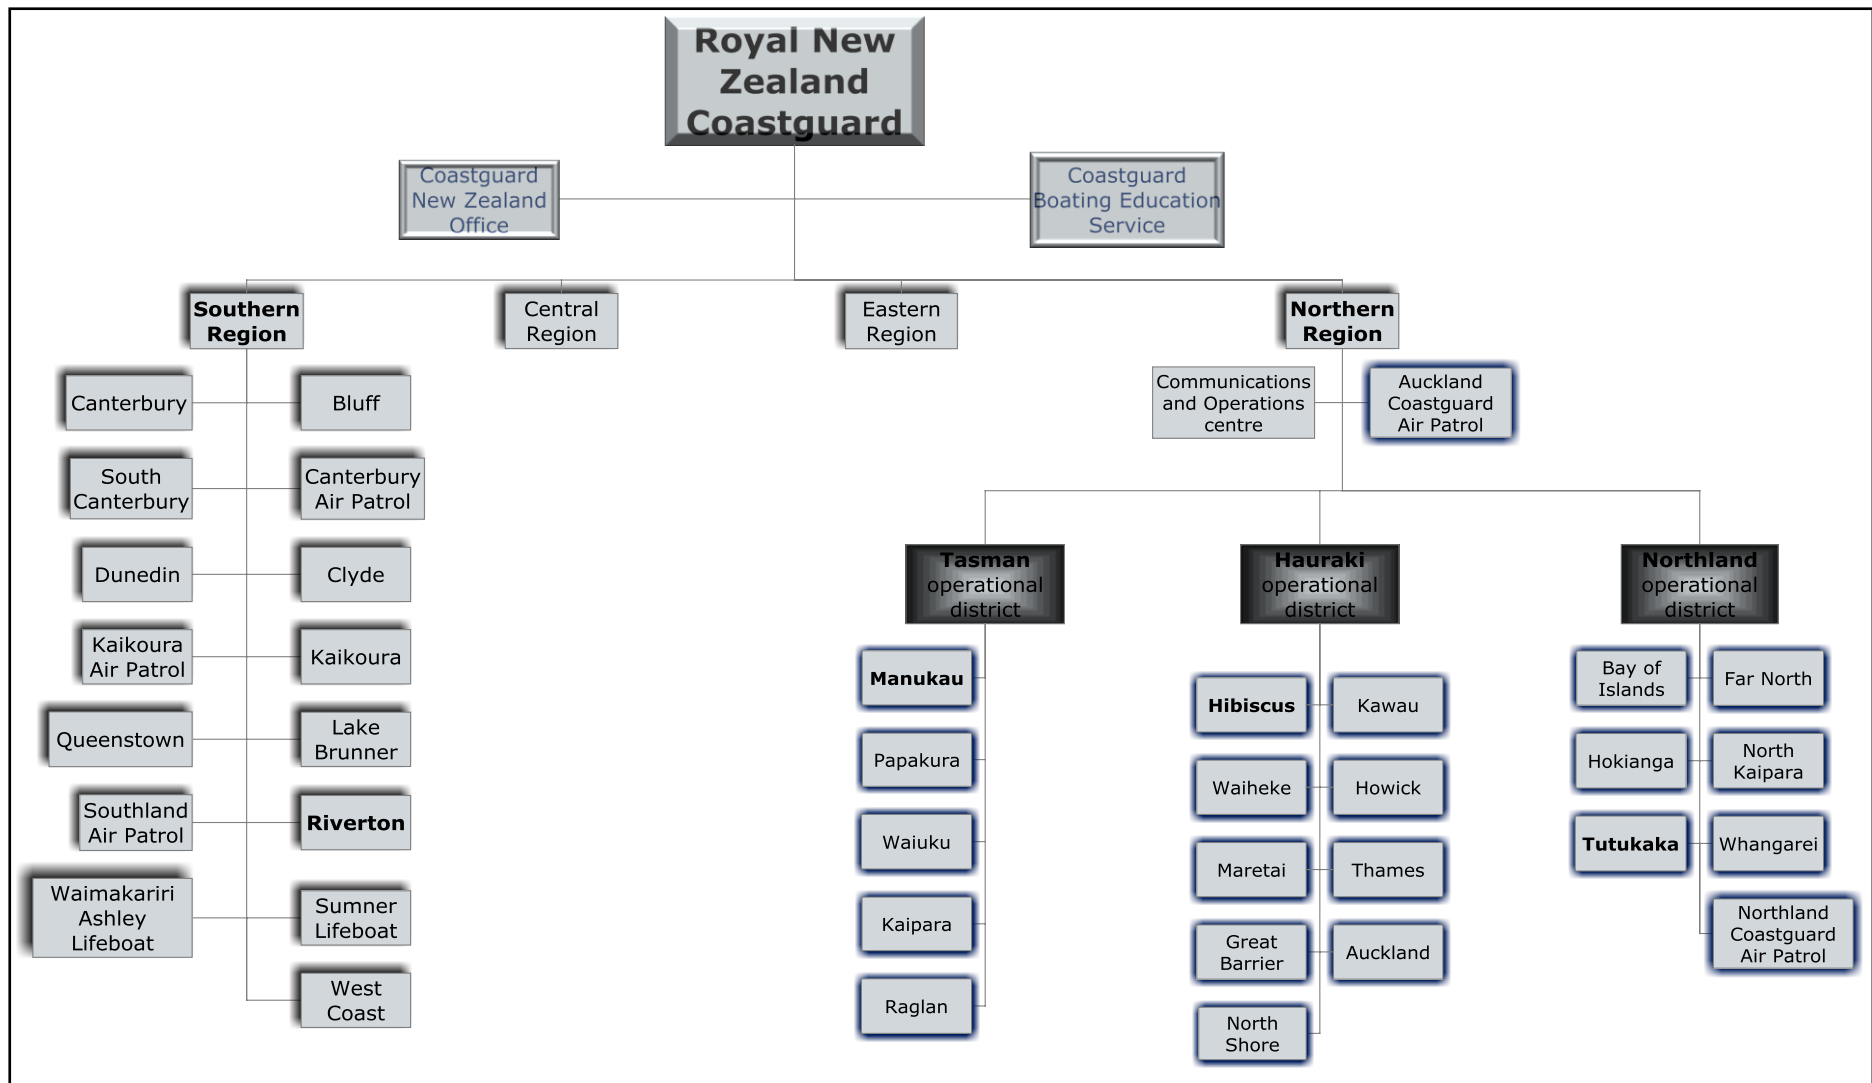 Royal New
Zealand
Coastguard
Coastguard
New Zealand
Office
Coastguard
Boating Education
Service
Southern
Region
Central
Region
Eastern
Region
Northern
Region
Canterbury
Bluff
South
Canterbury
Canterbury
Air Patrol
Dunedin
Clyde
Kaikoura
Air Patrol
Kaikoura
Queenstown
Lake
Brunner
Southland
Air Patrol
Riverton
Waimakariri
Ashley
Lifeboat
Sumner
Lifeboat
West
Coast
Communications
and Operations
centre
Auckland
Coastguard
Air Patrol
Tasman
operational
district
Manukau
Papakura
Waiuku
Kaipara
Raglan
Hauraki
operational
district
Hibiscus
Kawau
Waiheke
Howick
Maretai
Thames
Great
Barrier
Auckland
North
Shore
Northland
operational
district
Bay of
Islands
Far North
Hokianga
North
Kaipara
Tutukaka
Whangarei
Northland
Coastguard
Air Patrol